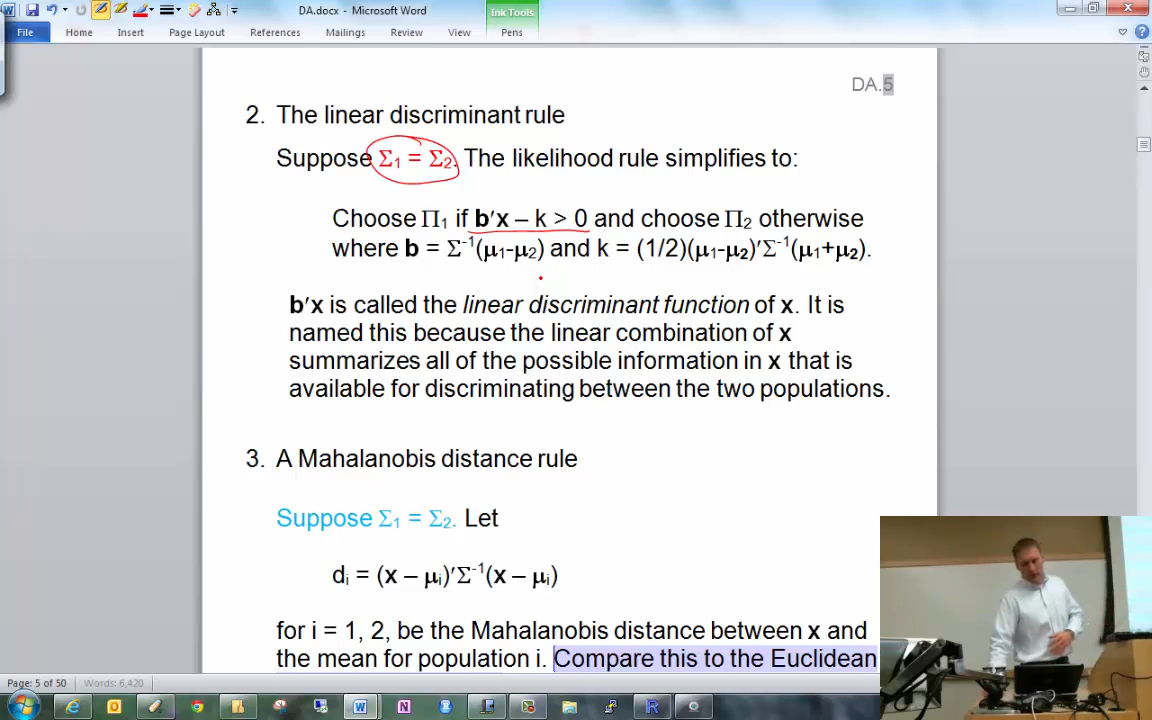 DA.docx - Microsoft Word
Ink Tools
File Home Insert Page Layout References Mailings Review View Pens
DA.5
2. The linear discriminant rule
Suppose Σ₁ = Σ₂. The likelihood rule simplifies to:
Choose Π₁ if b′x – k > 0 and choose Π₂ otherwise
where b = Σ⁻¹(μ₁-μ₂) and k = (1/2)(μ₁-μ₂)′Σ⁻¹(μ₁+μ₂).
b′x is called the linear discriminant function of x. It is
named this because the linear combination of x
summarizes all of the possible information in x that is
available for discriminating between the two populations.
3. A Mahalanobis distance rule
Suppose Σ₁ = Σ₂. Let
dᵢ = (x – μᵢ)′Σ⁻¹(x – μᵢ)
for i = 1, 2, be the Mahalanobis distance between x and
the mean for population i. Compare this to the Euclidean
Page: 5 of 50 Words: 6,420